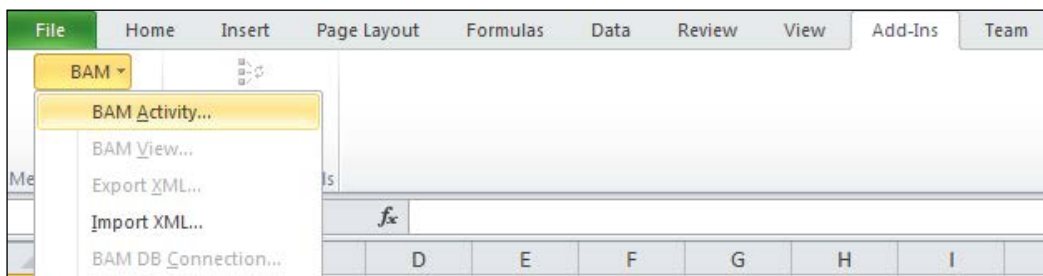 File Home Insert Page Layout Formulas Data Review View Add-Ins Team
BAM
BAM Activity...
BAM View...
Export XML...
Import XML...
fx
BAM DB Connection...
D E F G H I